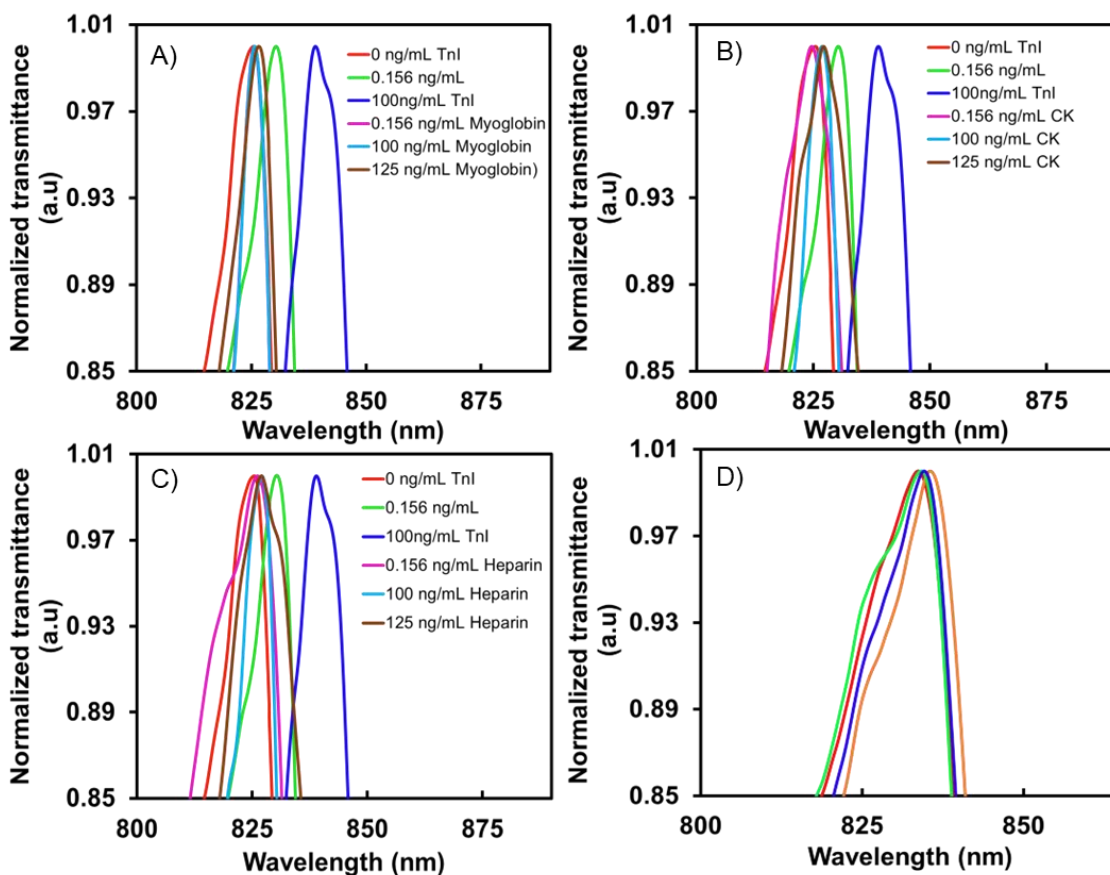 A)
Normalized transmittance
(a.u)
1.01
0.97
0.93
0.89
0.85
0 ng/mL TnI
0.156 ng/mL
100ng/mL TnI
0.156 ng/mL Myoglobin
100 ng/mL Myoglobin
125 ng/mL Myoglobin)
800
825
850
875
Wavelength (nm)
B)
Normalized transmittance
(a.u)
1.01
0.97
0.93
0.89
0.85
0 ng/mL TnI
0.156 ng/mL
100ng/mL TnI
0.156 ng/mL CK
100 ng/mL CK
125 ng/mL CK
800
825
850
875
Wavelength (nm)
C)
Normalized transmittance
(a.u)
1.01
0.97
0.93
0.89
0.85
0 ng/mL TnI
0.156 ng/mL
100ng/mL TnI
0.156 ng/mL Heparin
100 ng/mL Heparin
125 ng/mL Heparin
800
825
850
875
Wavelength (nm)
D)
Normalized transmittance
(a.u)
1.01
0.97
0.93
0.89
0.85
800
825
850
Wavelength (nm)